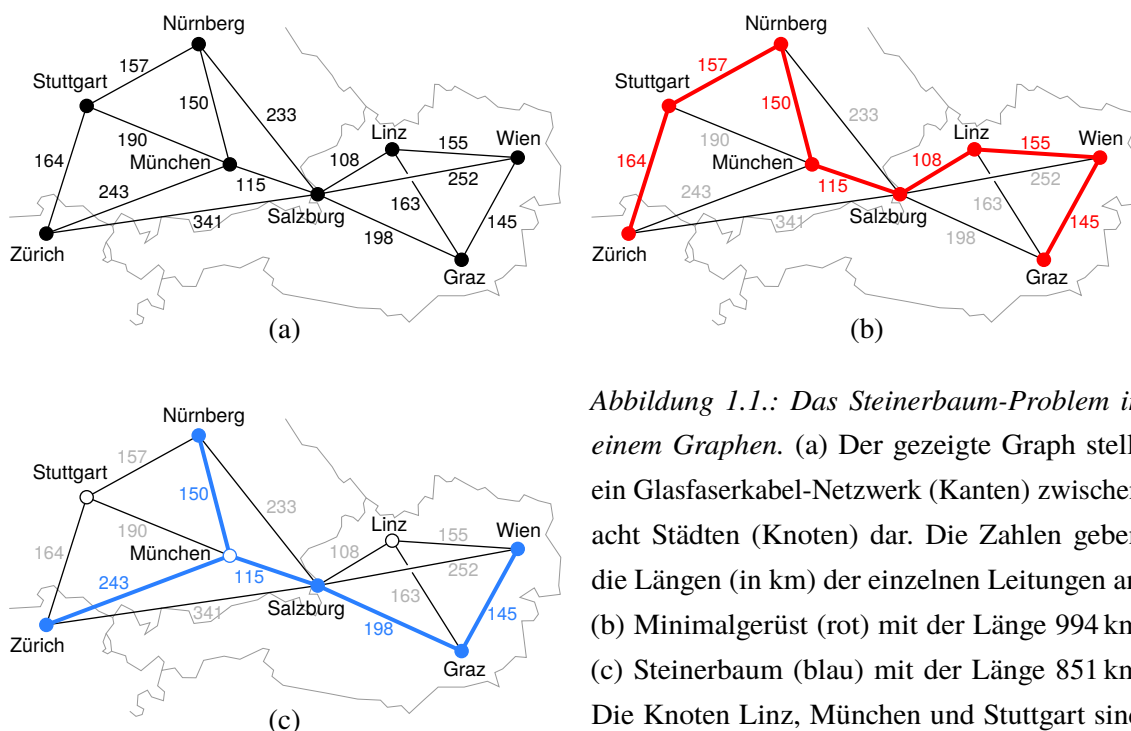 Nürnberg
Stuttgart
157
150
233
190
Linz
155
Wien
164
München
108
243
115
252
163
145
341
Salzburg
198
Zürich
Graz
(a)
Nürnberg
Stuttgart
157
150
233
190
Linz
155
Wien
164
München
108
243
115
252
163
145
341
Salzburg
198
Zürich
Graz
(b)
Nürnberg
Stuttgart
157
150
233
190
Linz
155
Wien
164
München
108
243
115
252
163
145
341
Salzburg
198
Zürich
Graz
(c)
Abbildung 1.1.: Das Steinerbaum-Problem in
einem Graphen. (a) Der gezeigte Graph stell
ein Glasfaserkabel-Netzwerk (Kanten) zwischen
acht Städten (Knoten) dar. Die Zahlen geben
die Längen (in km) der einzelnen Leitungen an
(b) Minimalgerüst (rot) mit der Länge 994 km
(c) Steinerbaum (blau) mit der Länge 851 km
Die Knoten Linz, München und Stuttgart sind